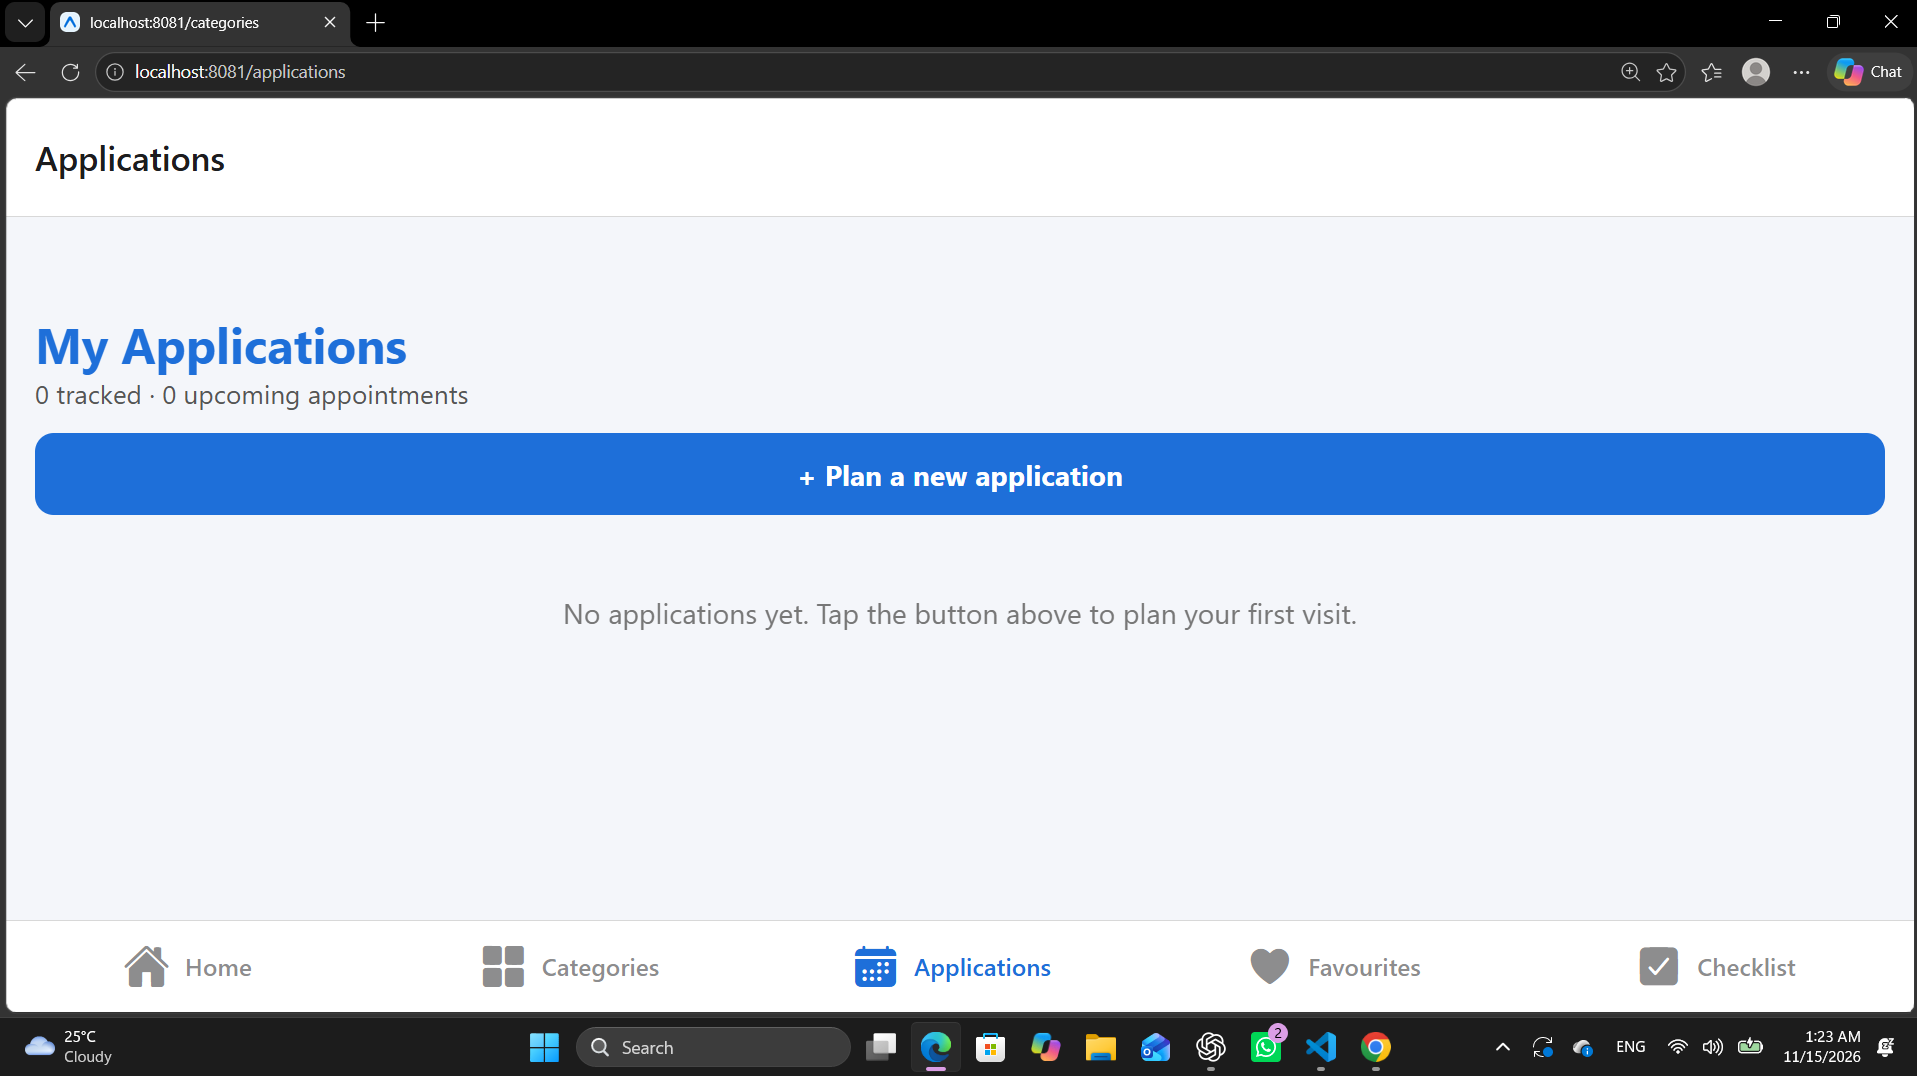 localhost:8081/categories
localhost:8081/applications
Chat
Applications
My Applications
0 tracked · 0 upcoming appointments
+ Plan a new application
No applications yet. Tap the button above to plan your first visit.
Home
Categories
Applications
Favourites
Checklist
25°C
Cloudy
Search
2
ENG
1:23 AM
11/15/2026